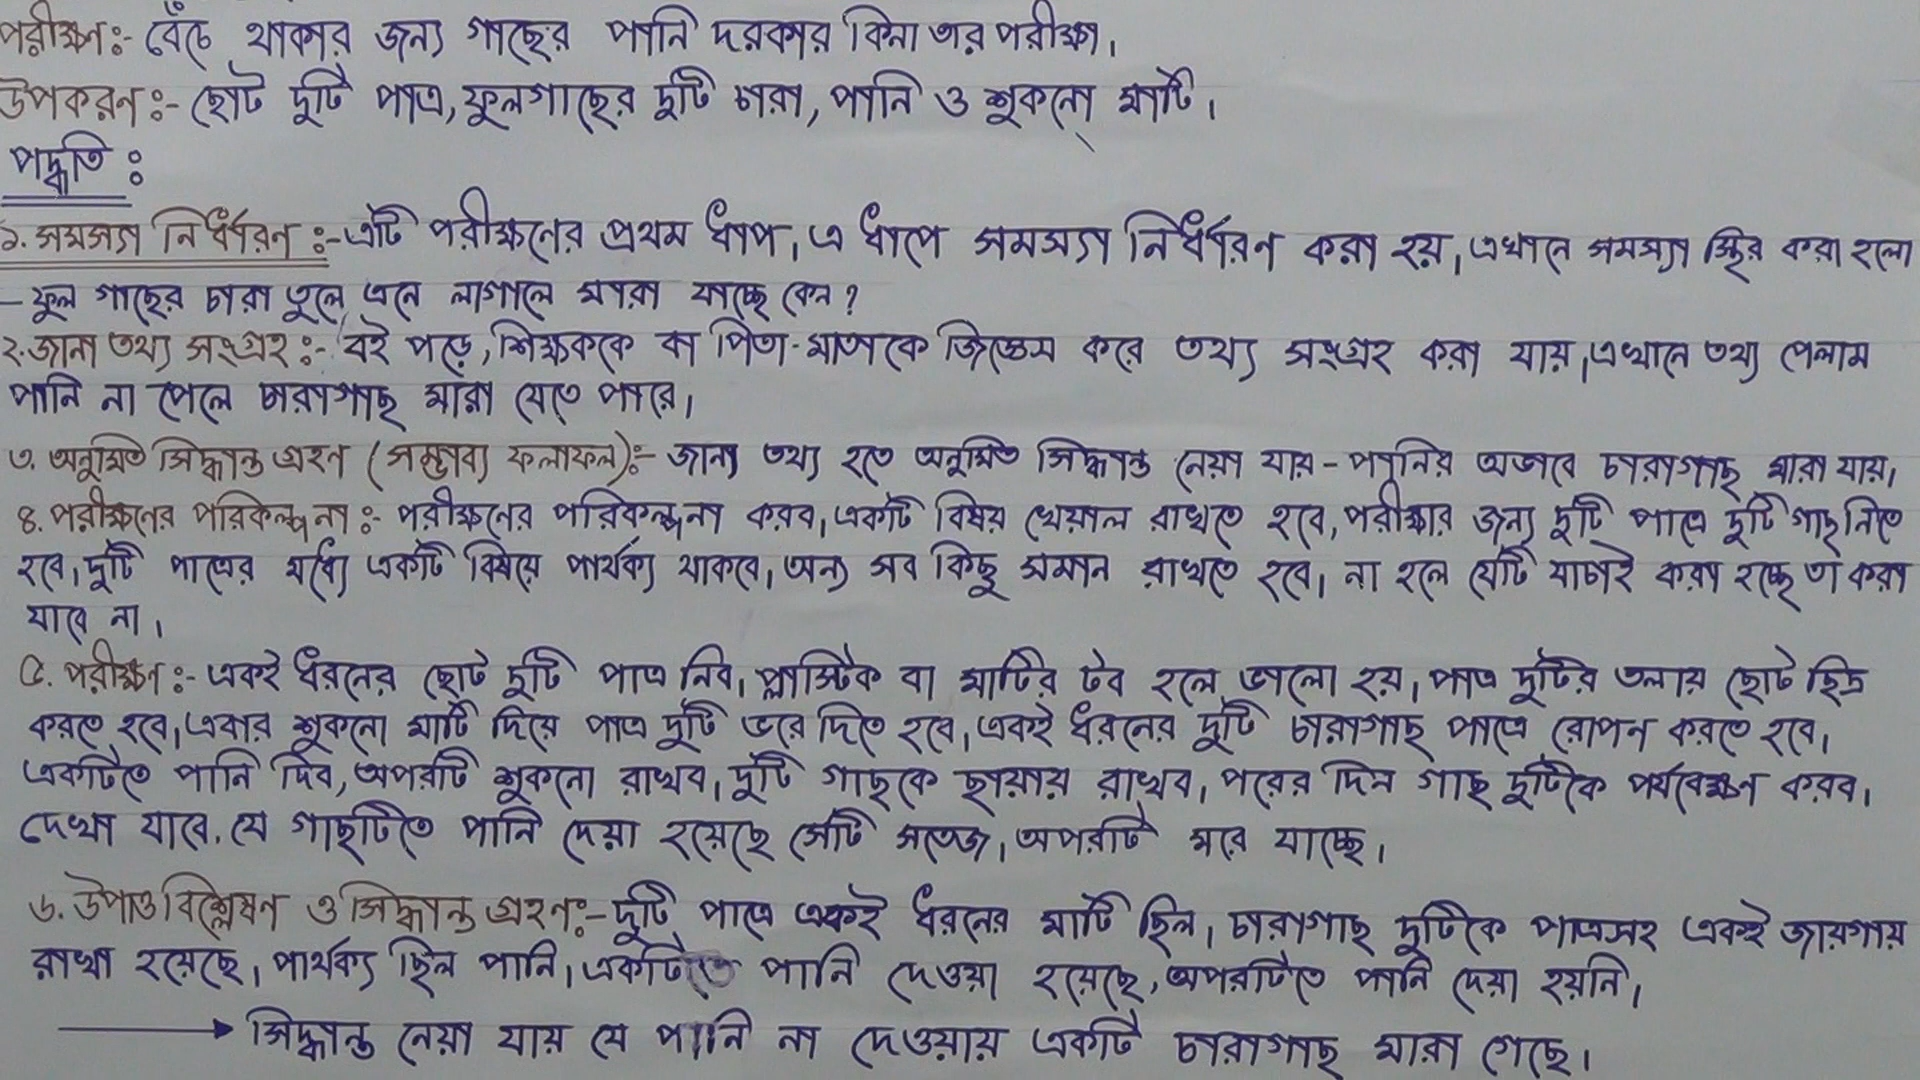 পরীক্ষণঃ- বেঁচে থাকার জন্য গাছের পানি দরকার কিনা তার পরীক্ষা।
উপকরণঃ- ছোট দুটি পাত্র, ফুলগাছের দুটি চারা, পানি ও শুকনো মাটি।
পদ্ধতি ঃ
১. সমস্যা নির্ধারণ ঃ- এটি পরীক্ষণের প্রথম ধাপ। এ ধাপে সমস্যা নির্ধারণ করা হয়। এখানে সমস্যা স্থির করা হলো
- ফুল গাছের চারা তুলে এনে লাগালে মারা যাচ্ছে কেন ?
২. জানা তথ্য সংগ্রহ ঃ- বই পড়ে, শিক্ষককে বা পিতা-মাতাকে জিজ্ঞেস করে তথ্য সংগ্রহ করা যায়। এখানে তথ্য পেলাম
পানি না পেলে চারাগাছ মারা যেতে পারে।
৩. অনুমিত সিদ্ধান্ত গ্রহণ (সম্ভাব্য ফলাফল)ঃ- জানা তথ্য হতে অনুমিত সিদ্ধান্ত নেয়া যায় - পানির অভাবে চারাগাছ মারা যায়।
৪. পরীক্ষণের পরিকল্পনা ঃ- পরীক্ষণের পরিকল্পনা করব। একটি বিষয় খেয়াল রাখতে হবে, পরীক্ষার জন্য দুটি পাত্রে দুটি গাছ নিতে
হবে। দুটি পাত্রের মধ্যে একটি বিষয়ে পার্থক্য থাকবে। অন্য সব কিছু সমান রাখতে হবে। না হলে যেটি যাচাই করা হচ্ছে তা করা
যাবে না।
৫. পরীক্ষণ ঃ- একই ধরনের ছোট দুটি পাত্র নিব। প্লাস্টিক বা মাটির টব হলে ভালো হয়। পাত্র দুটির তলায় ছোট ছিদ্র
করতে হবে। এবার শুকনো মাটি দিয়ে পাত্র দুটি ভরে দিতে হবে। একই ধরনের দুটি চারাগাছ পাত্রে রোপন করতে হবে।
একটিতে পানি দিব, অপরটি শুকনো রাখব। দুটি গাছকে ছায়ায় রাখব। পরের দিন গাছ দুটিকে পর্যবেক্ষণ করব।
দেখা যাবে. যে গাছটিতে পানি দেয়া হয়েছে সেটি সতেজ। অপরটি মরে যাচ্ছে।
৬. উপাত্ত বিশ্লেষণ ও সিদ্ধান্ত গ্রহণঃ- দুটি পাত্রে একই ধরনের মাটি ছিল। চারাগাছ দুটিকে পাত্রসহ একই জায়গায়
রাখা হয়েছে। পার্থক্য ছিল পানি। একটিতে পানি দেওয়া হয়েছে, অপরটিতে পানি দেয়া হয়নি।
সিদ্ধান্ত নেয়া যায় যে পানি না দেওয়ায় একটি চারাগাছ মারা গেছে।